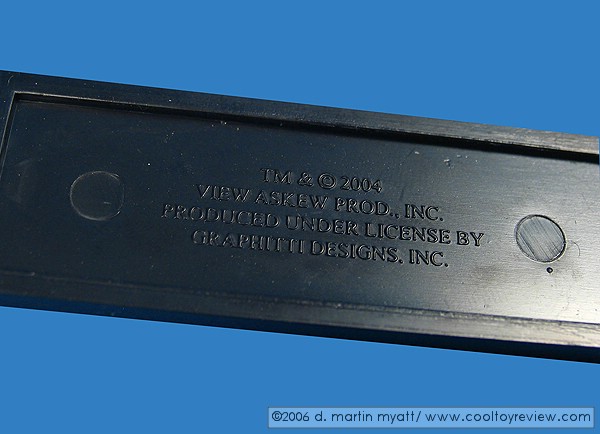 TM & © 2004
VIEW ASKEW PROD., INC.
PRODUCED UNDER LICENSE BY
GRAPHITTI DESIGNS, INC.
©2006 d. martin myatt/ www.cooltoyreview.com